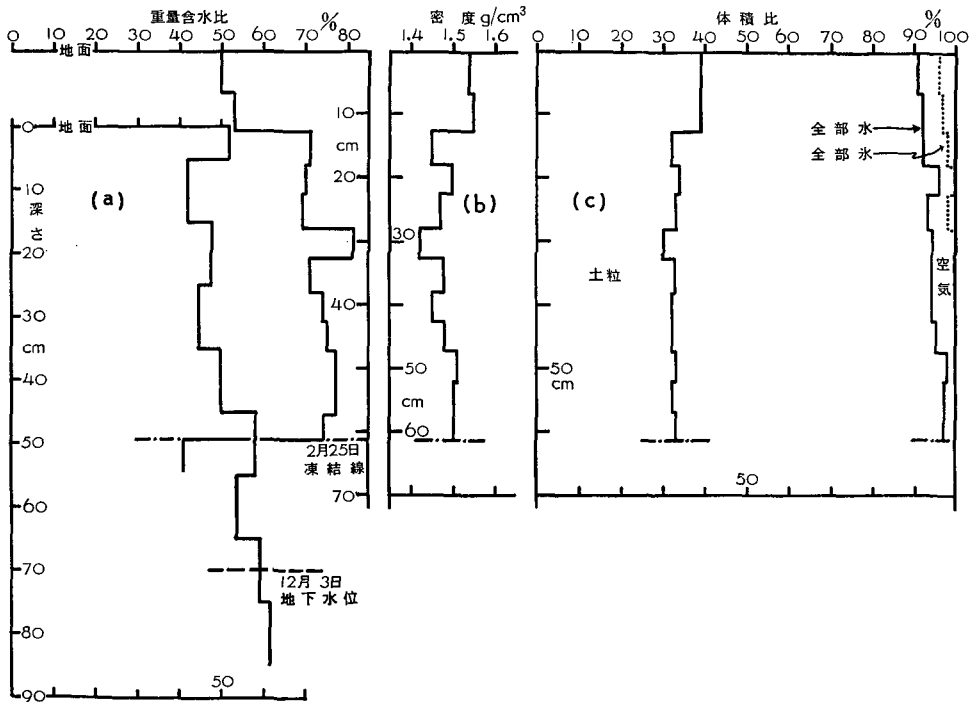 重量含水比 %
0 地面 10 20 30 40 50 60 70 80
密 度 g/cm³
1.4 1.5 1.6
体 積 比 %
0 10 20 30 40 50 60 70 80 90 100
0 地面
10
深さ
20
30
cm
40
50
60
70
80
90
50
(a)
10
cm
20
30
40
50
cm
60
70
(b)
(c)
全 部 水
全 部 氷
土粒
空気
50
cm
50
2月25日
凍 結 線
12月 3日
地下水位